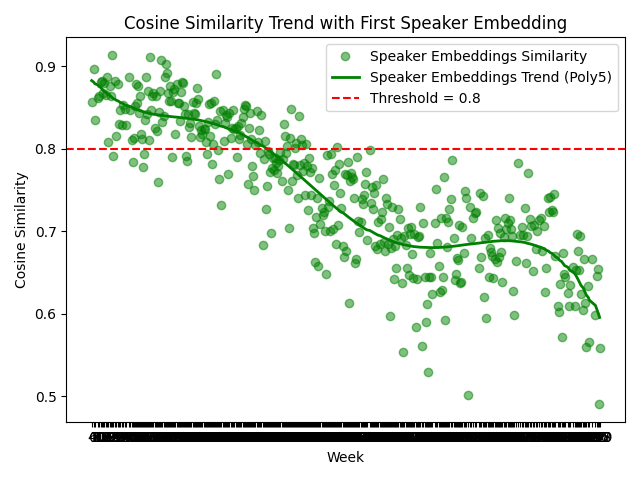 Cosine Similarity Trend with First Speaker Embedding
Speaker Embeddings Similarity
Speaker Embeddings Trend (Poly5)
Threshold = 0.8
0.9
0.8
0.7
0.6
0.5
Cosine Similarity
Week